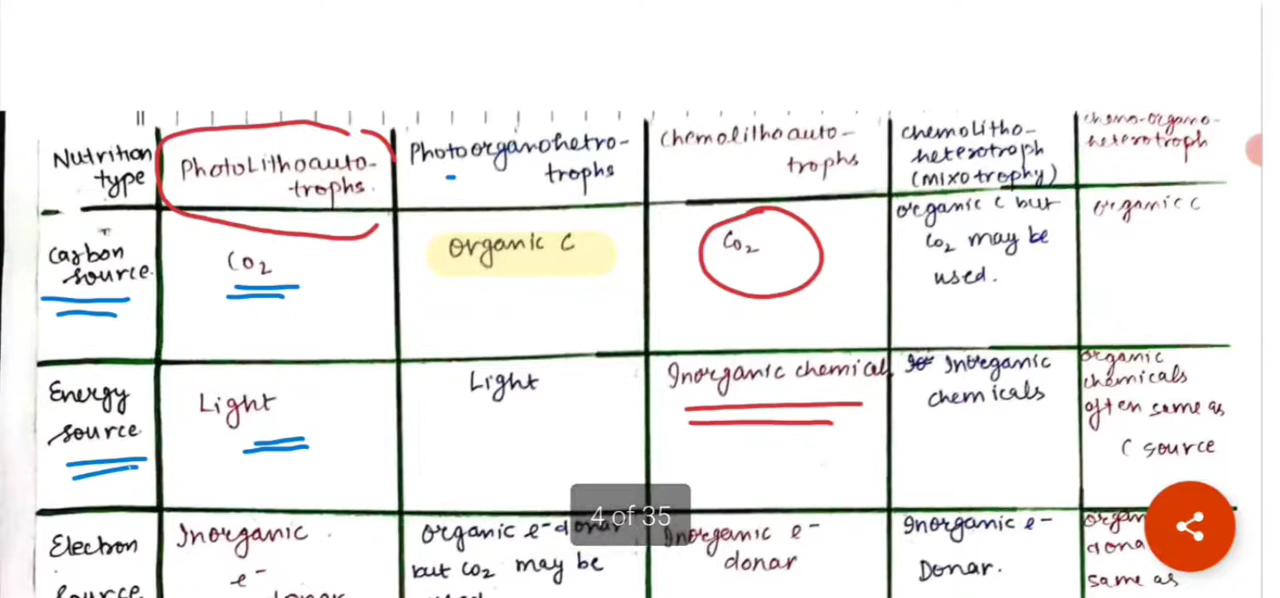 Nutrition type
PhotoLithoauto-trophs.
Photoorganohetro-trophs
Chemolithoauto-trophs
chemolitho-heterotroph (mixotrophy)
chemo-organo-heterotroph
Carbon source.
CO2
organic C
CO2
organic C but CO2 may be used.
organic C
Energy source
Light
Light
Inorganic chemical
Inorganic chemicals
organic chemicals often same as C source
Electron source
Inorganic e- donar
organic e- donar but CO2 may be
Inorganic e- donar
Inorganic e- Donar.
same as
4 of 35